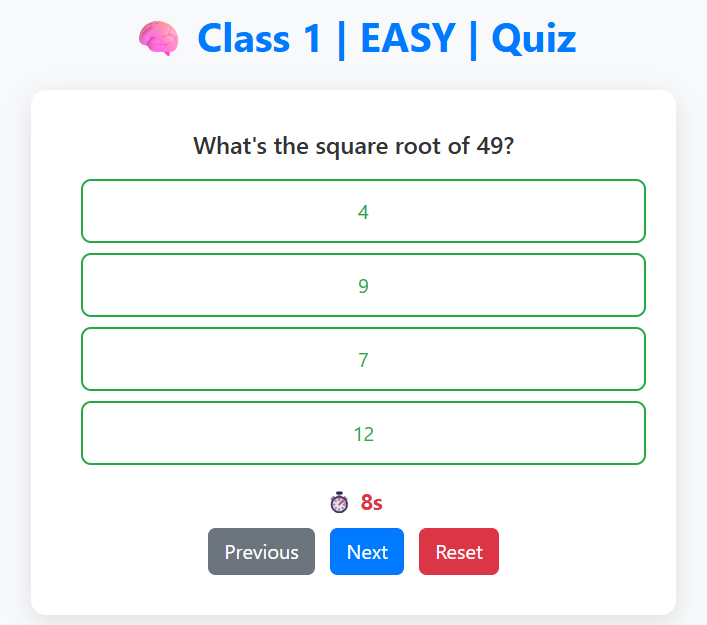 Class 1 | EASY | Quiz
What's the square root of 49?
4
9
7
12
8s
Previous Next Reset